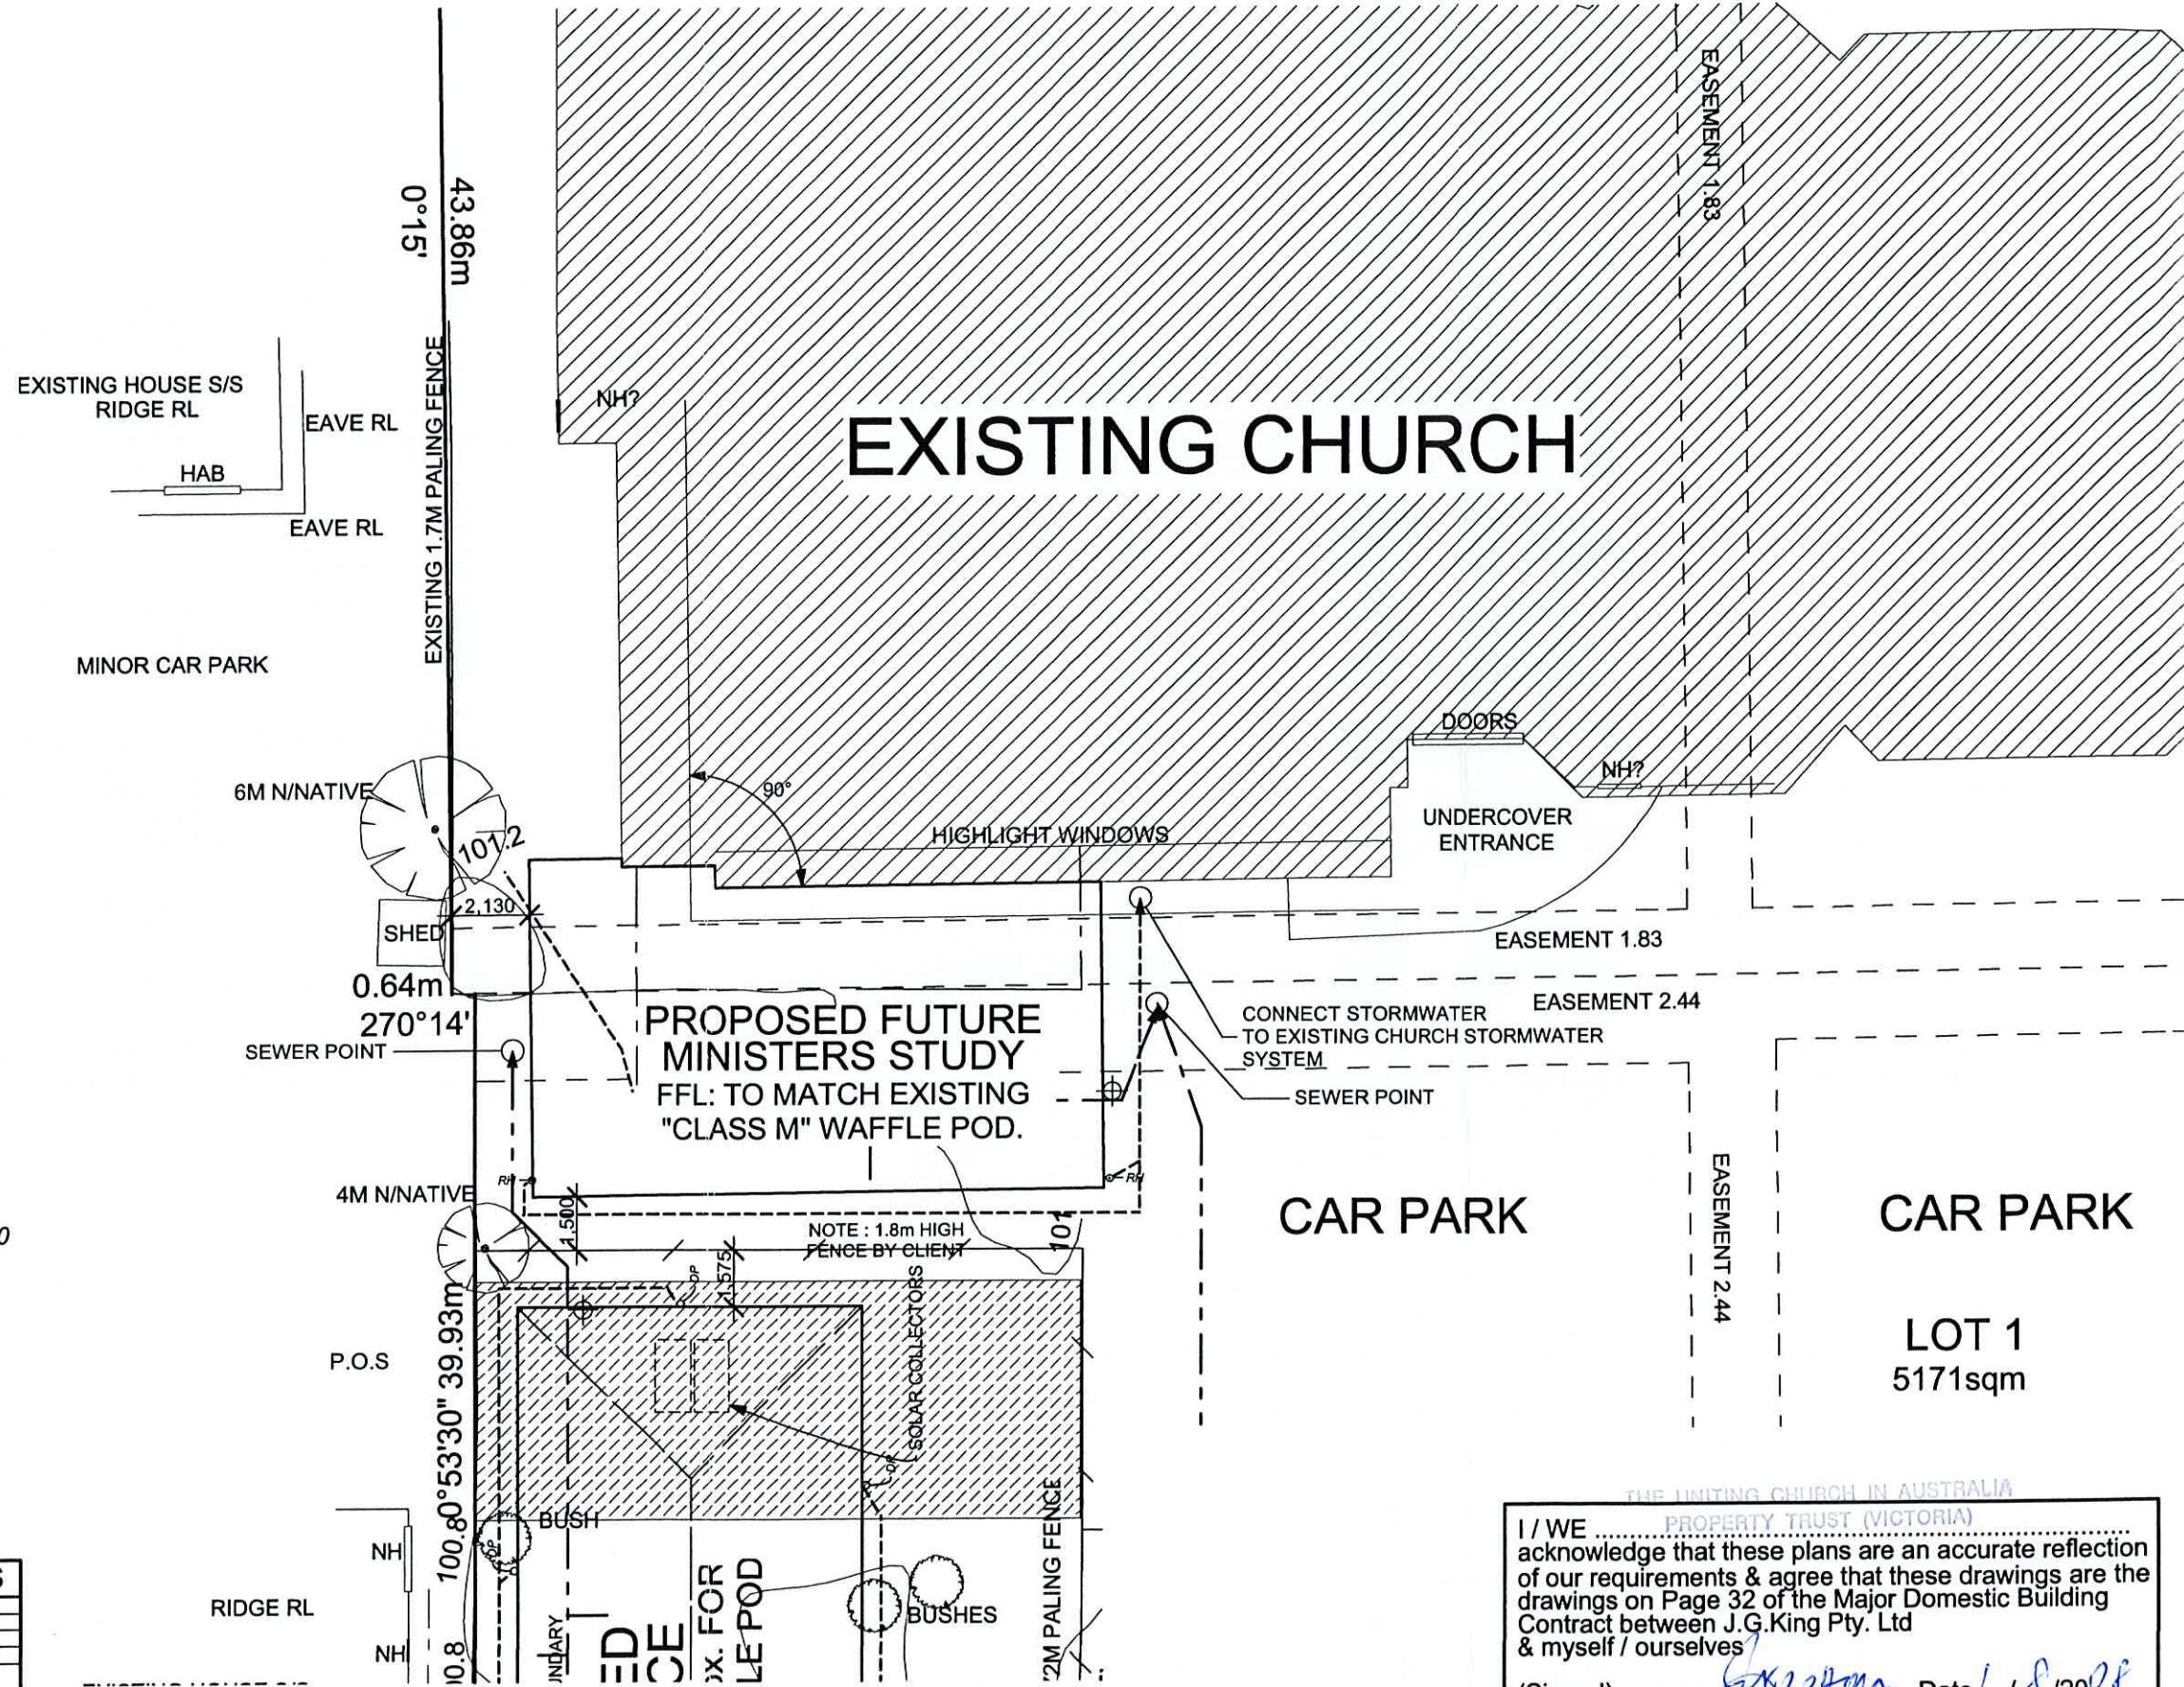 EASEMENT 1.83
43.86m
0°15'
EXISTING HOUSE S/S
RIDGE RL
EAVE RL
HAB
EAVE RL
EXISTING 1.7M PALING FENCE
NH?
EXISTING CHURCH
MINOR CAR PARK
DOORS
NH?
6M N/NATIVE
90°
101.2
HIGHLIGHT WINDOWS
UNDERCOVER
ENTRANCE
2,130
SHED
EASEMENT 1.83
0.64m
270°14'
EASEMENT 2.44
PROPOSED FUTURE
MINISTERS STUDY
FFL: TO MATCH EXISTING
"CLASS M" WAFFLE POD.
CONNECT STORMWATER
TO EXISTING CHURCH STORMWATER
SYSTEM
SEWER POINT
SEWER POINT
RH
RH
4M N/NATIVE
1,500
NOTE : 1.8m HIGH
FENCE BY CLIENT
101
CAR PARK
EASEMENT 2.44
CAR PARK
DP
SOLAR COLLECTORS
LOT 1
5171sqm
P.O.S
0°53'30" 39.93m
100.8
DP
BUSH
DP
NH
RIDGE RL
NH
BUSHES
2M PALING FENCE
THE UNITING CHURCH IN AUSTRALIA
PROPERTY TRUST (VICTORIA)
I / WE
acknowledge that these plans are an accurate reflection
of our requirements & agree that these drawings are the
drawings on Page 32 of the Major Domestic Building
Contract between J.G.King Pty. Ltd
& myself / ourselves